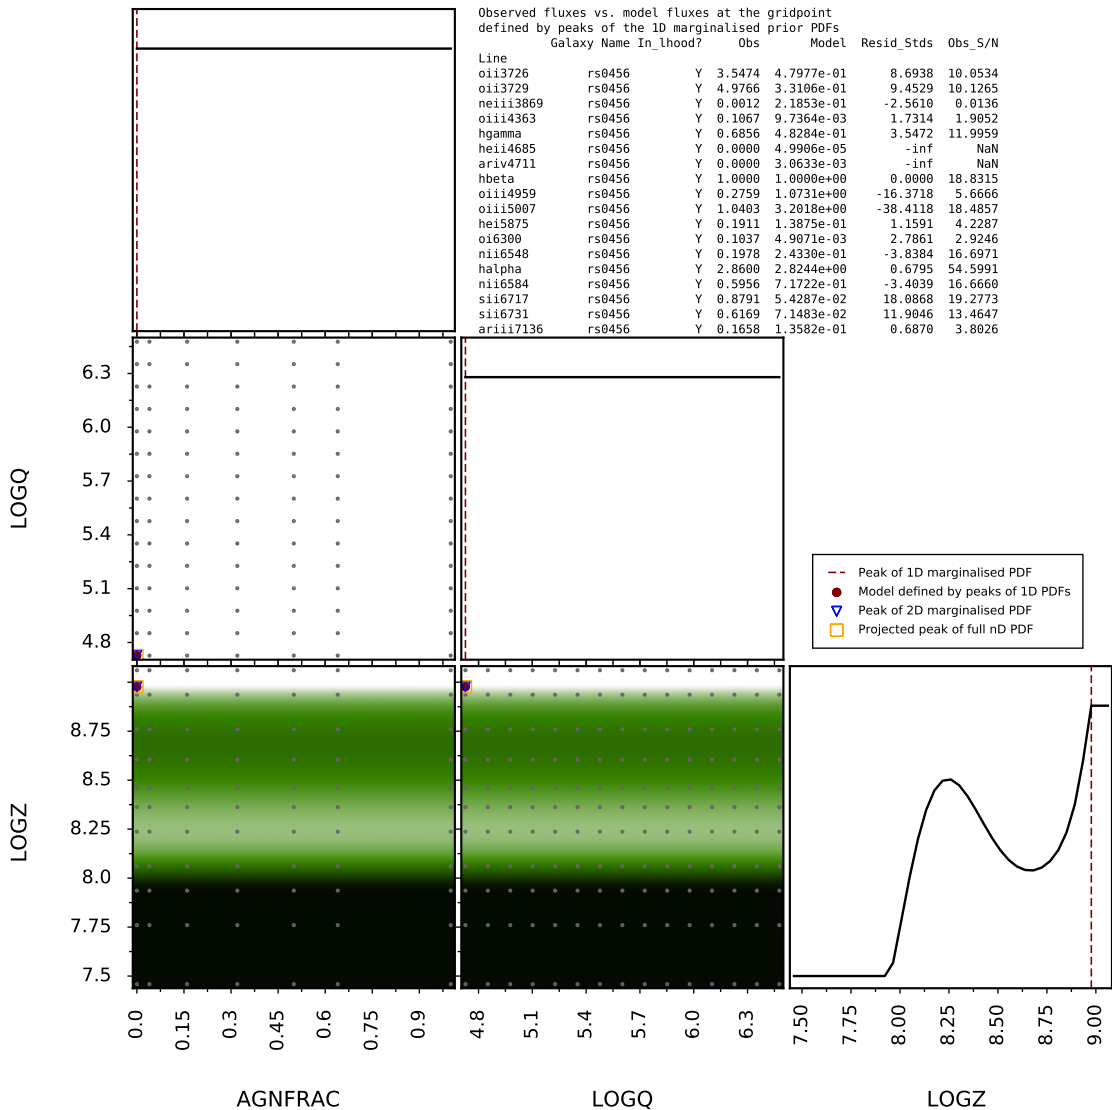 Observed fluxes vs. model fluxes at the gridpoint
defined by peaks of the 1D marginalised prior PDFs
Galaxy Name In_lhood? Obs Model Resid_Stds Obs_S/N
Line
oii3726 rs0456 Y 3.5474 4.7977e-01 8.6938 10.0534
oii3729 rs0456 Y 4.9766 3.3106e-01 9.4529 10.1265
neiii3869 rs0456 Y 0.0012 2.1853e-01 -2.5610 0.0136
oiii4363 rs0456 Y 0.1067 9.7364e-03 1.7314 1.9052
hgamma rs0456 Y 0.6856 4.8284e-01 3.5472 11.9959
heii4685 rs0456 Y 0.0000 4.9906e-05 -inf NaN
ariv4711 rs0456 Y 0.0000 3.0633e-03 -inf NaN
hbeta rs0456 Y 1.0000 1.0000e+00 0.0000 18.8315
oiii4959 rs0456 Y 0.2759 1.0731e+00 -16.3718 5.6666
oiii5007 rs0456 Y 1.0403 3.2018e+00 -38.4118 18.4857
hei5875 rs0456 Y 0.1911 1.3875e-01 1.1591 4.2287
oi6300 rs0456 Y 0.1037 4.9071e-03 2.7861 2.9246
nii6548 rs0456 Y 0.1978 2.4330e-01 -3.8384 16.6971
halpha rs0456 Y 2.8600 2.8244e+00 0.6795 54.5991
nii6584 rs0456 Y 0.5956 7.1722e-01 -3.4039 16.6660
sii6717 rs0456 Y 0.8791 5.4287e-02 18.0868 19.2773
sii6731 rs0456 Y 0.6169 7.1483e-02 11.9046 13.4647
ariii7136 rs0456 Y 0.1658 1.3582e-01 0.6870 3.8026
6.3
6.0
5.7
5.4
5.1
4.8
LOGQ
Peak of 1D marginalised PDF
Model defined by peaks of 1D PDFs
Peak of 2D marginalised PDF
Projected peak of full nD PDF
8.75
8.5
8.25
8.0
7.75
7.5
LOGZ
0.0 0.15 0.3 0.45 0.6 0.75 0.9
4.8 5.1 5.4 5.7 6.0 6.3
7.50 7.75 8.00 8.25 8.50 8.75 9.00
AGNFRAC LOGQ LOGZ